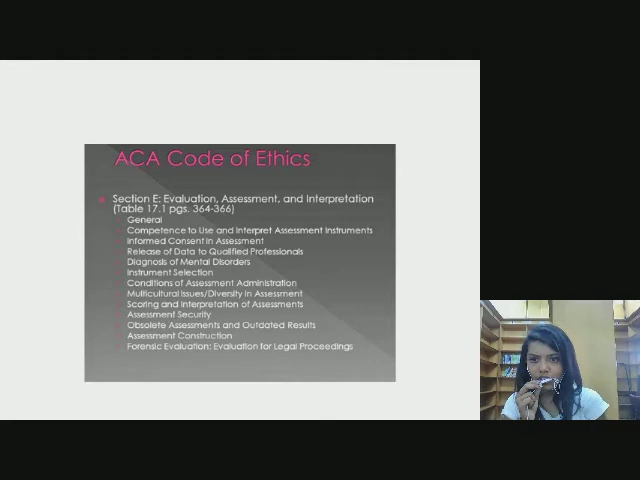 ACA Code of Ethics
Section E: Evaluation, Assessment, and Interpretation
(Table 17.1 pgs. 364-366)
General
Competence to Use and Interpret Assessment Instruments
Informed Consent in Assessment
Release of Data to Qualified Professionals
Diagnosis of Mental Disorders
Instrument Selection
Conditions of Assessment Administration
Multicultural Issues/Diversity in Assessment
Scoring and Interpretation of Assessments
Assessment Security
Obsolete Assessments and Outdated Results
Assessment Construction
Forensic Evaluation: Evaluation for Legal Proceedings